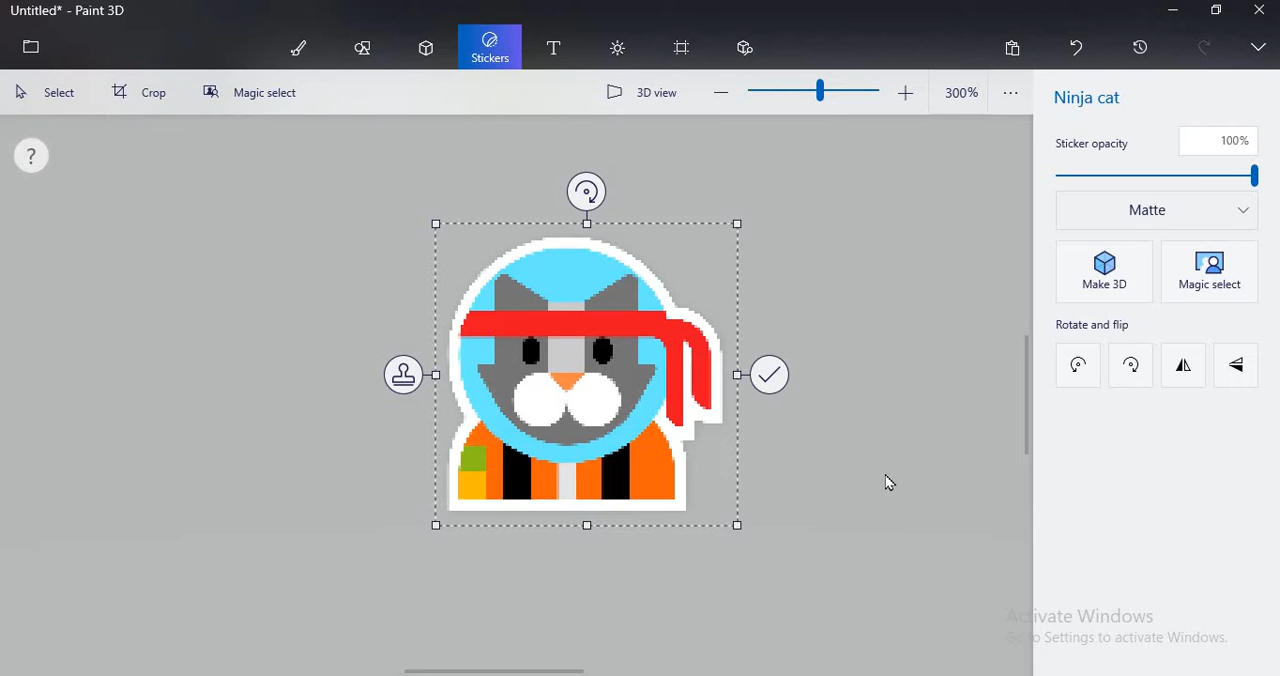 Untitled* - Paint 3D
Stickers
Select
Crop
Magic select
3D view
300%
Ninja cat
?
Sticker opacity
100%
Matte
Make 3D
Magic select
Rotate and flip
Activate Windows
Go to Settings to activate Windows.